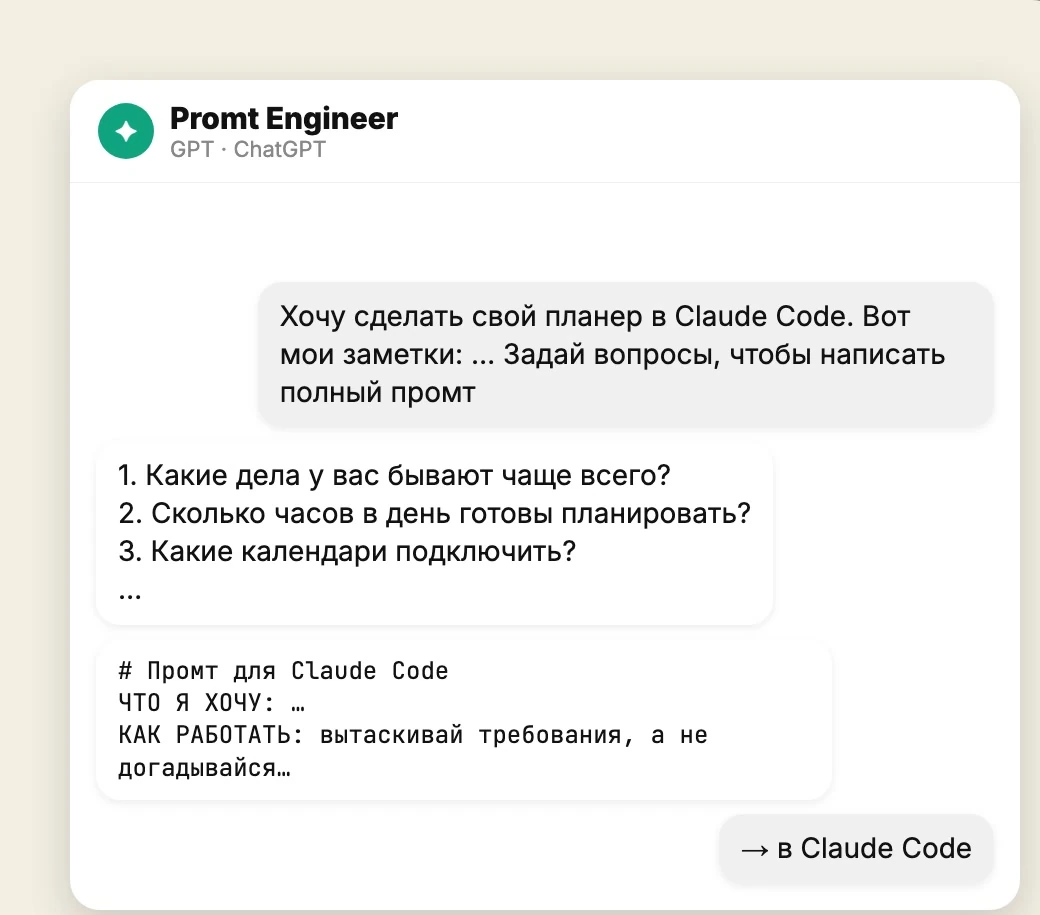 Promt Engineer
GPT · ChatGPT
Хочу сделать свой планер в Claude Code. Вот
мои заметки: ... Задай вопросы, чтобы написать
полный промт
1. Какие дела у вас бывают чаще всего?
2. Сколько часов в день готовы планировать?
3. Какие календари подключить?
...
# Промт для Claude Code
ЧТО Я ХОЧУ: …
КАК РАБОТАТЬ: вытаскивай требования, а не
догадывайся…
→ в Claude Code